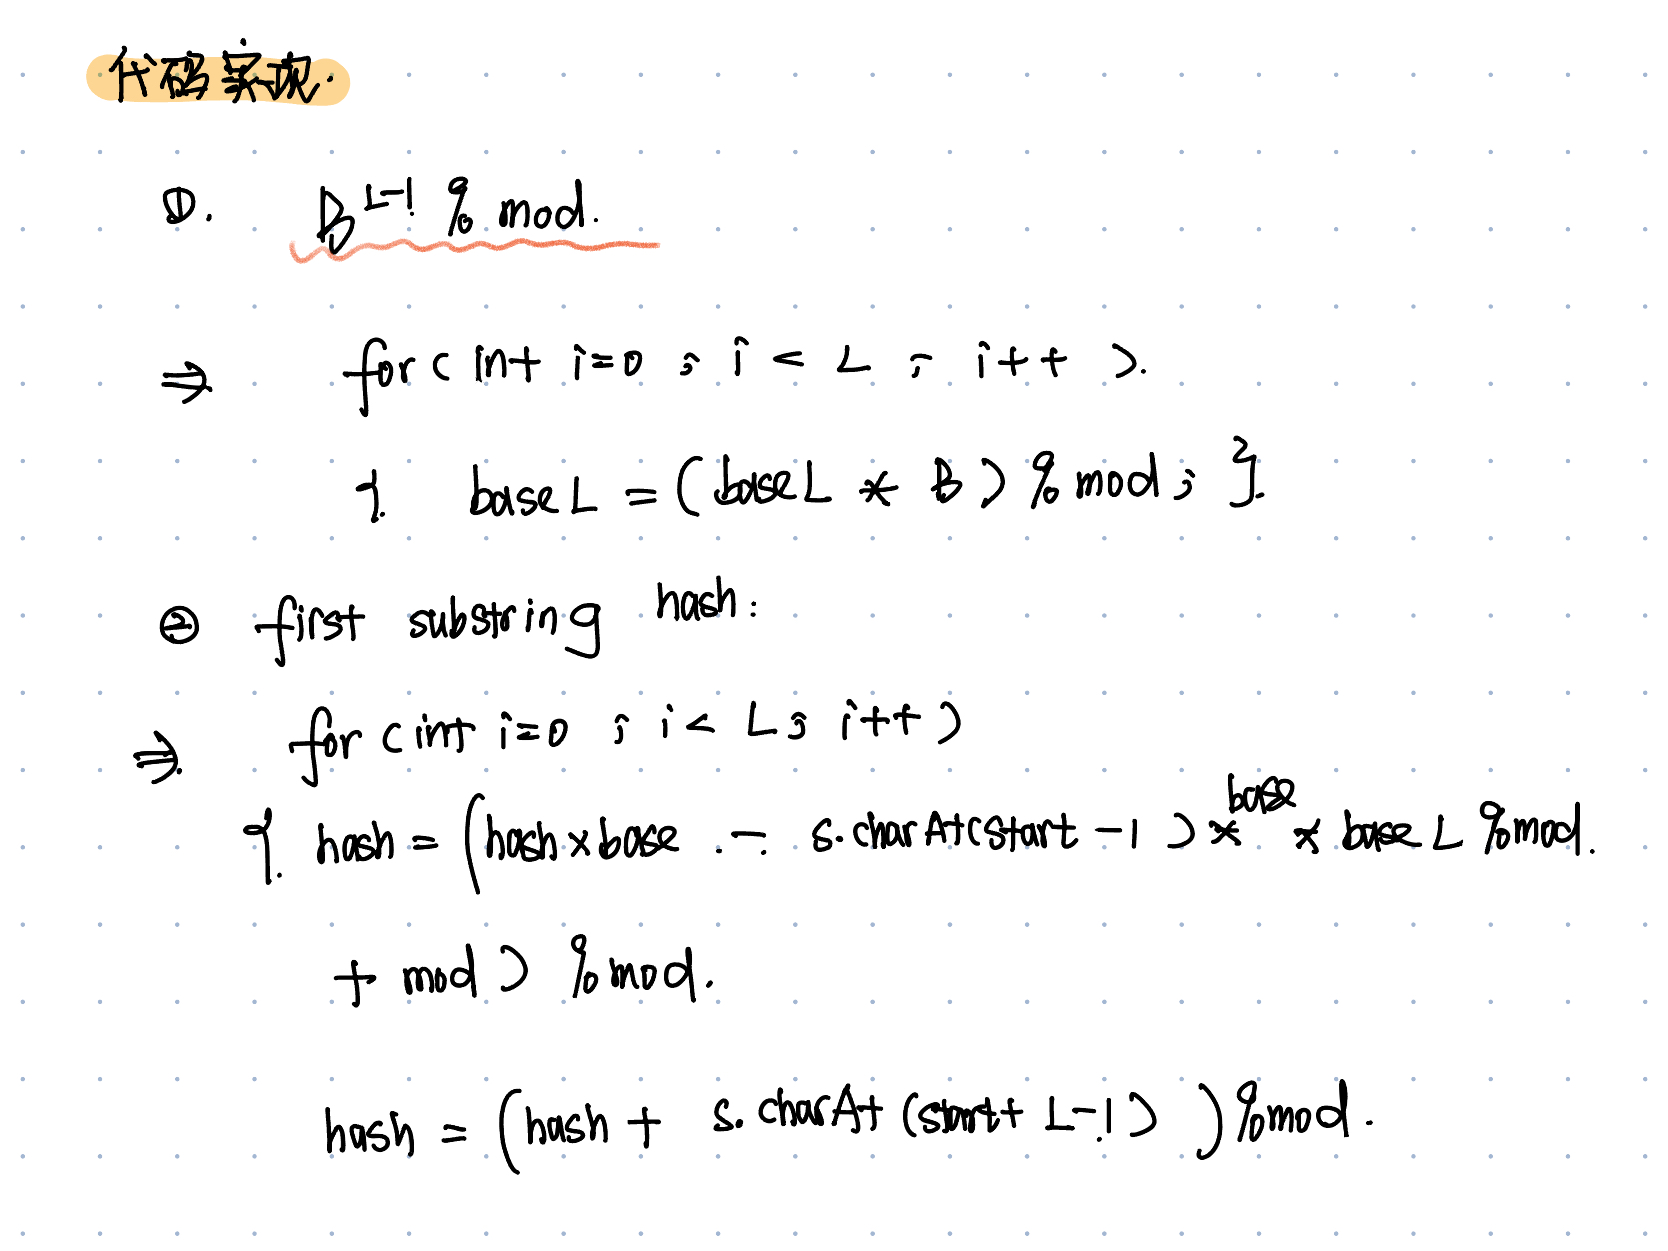 代码实现.
①. B^{L-1} % mod.
⇒ for ( int i=0 ; i < L ; i++ ).
{. baseL = (baseL * B) % mod ; }.
② first substring hash:
⇒. for ( int i=0 ; i < L ; i++ )
{. hash = (hash×base - s.charAt(start -1) * base * baseL %mod.
+ mod) %mod.
hash = (hash + s.charAt (start+ L-1) ) %mod.